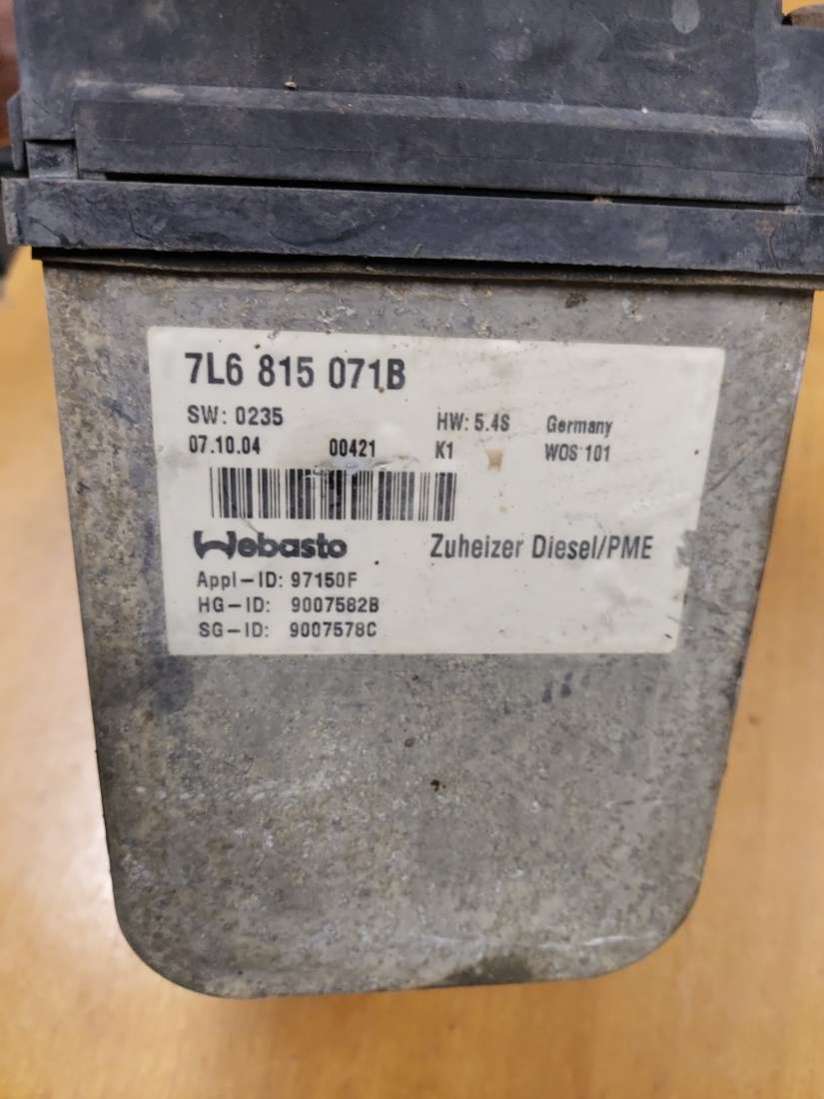 7L6 815 071B
SW: 0235 HW: 5.4S Germany
07.10.04 00421 K1 WOS 101
Webasto Zuheizer Diesel/PME
Appl-ID: 97150F
HG-ID: 9007582B
SG-ID: 9007578C